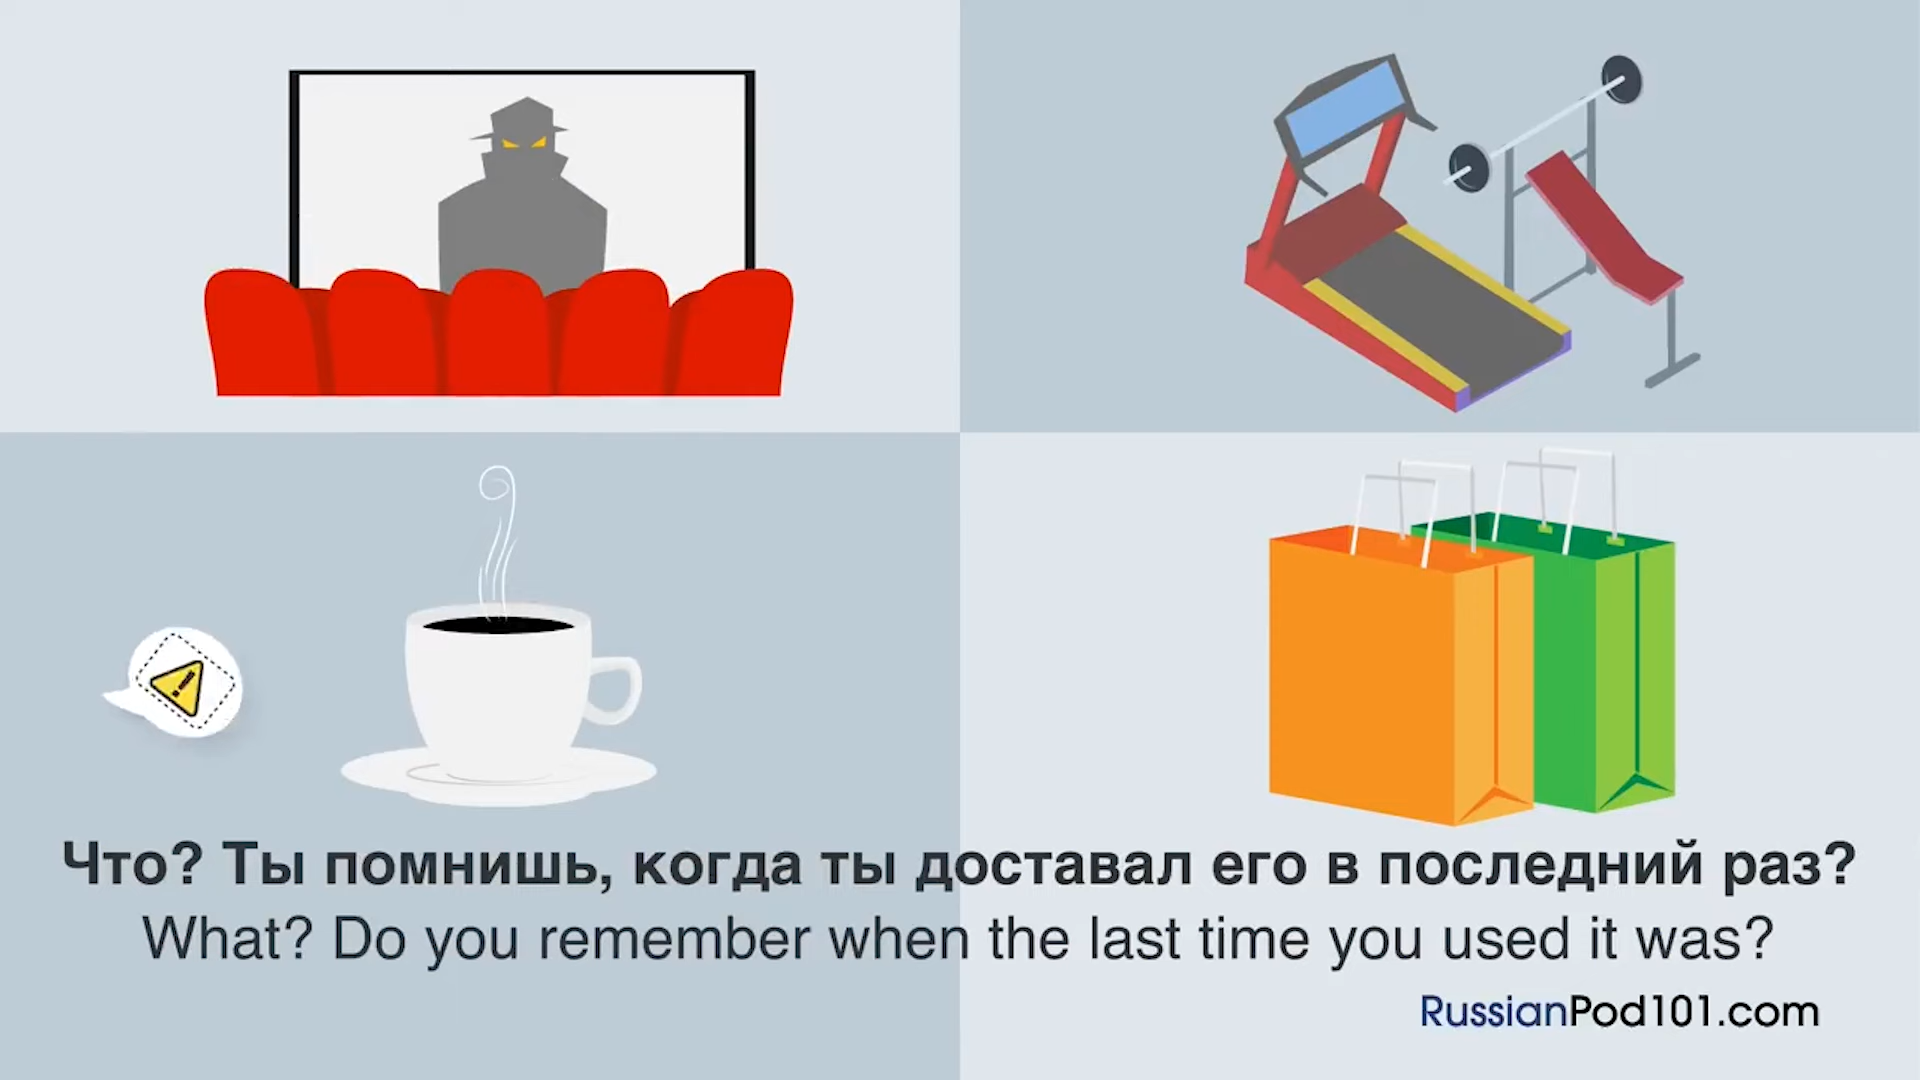 Что? Ты помнишь, когда ты доставал его в последний раз?
What? Do you remember when the last time you used it was?
RussianPod101.com